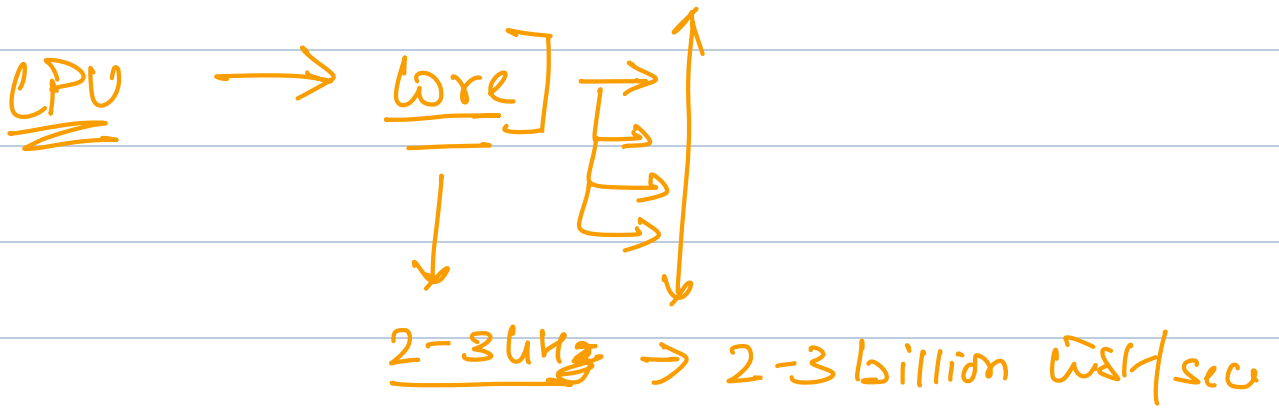 CPU → Core ]
2-3 GHz → 2-3 billion inst/sec